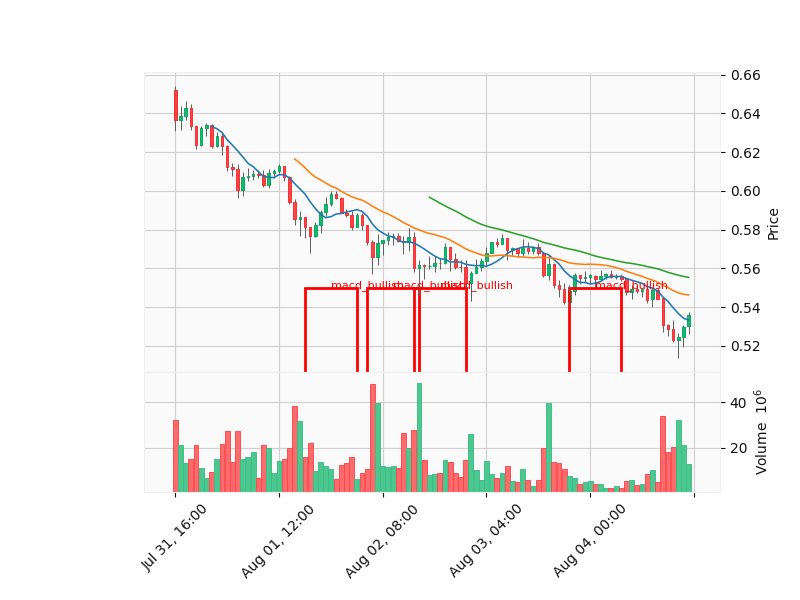 0.66
0.64
0.62
0.60
0.58
0.56
0.54
0.52
Price
macd_bullish
macd_bullish
macd_bullish
macd_bullish
40
20
Volume 10^6
Jul 31, 16:00
Aug 01, 12:00
Aug 02, 08:00
Aug 03, 04:00
Aug 04, 00:00